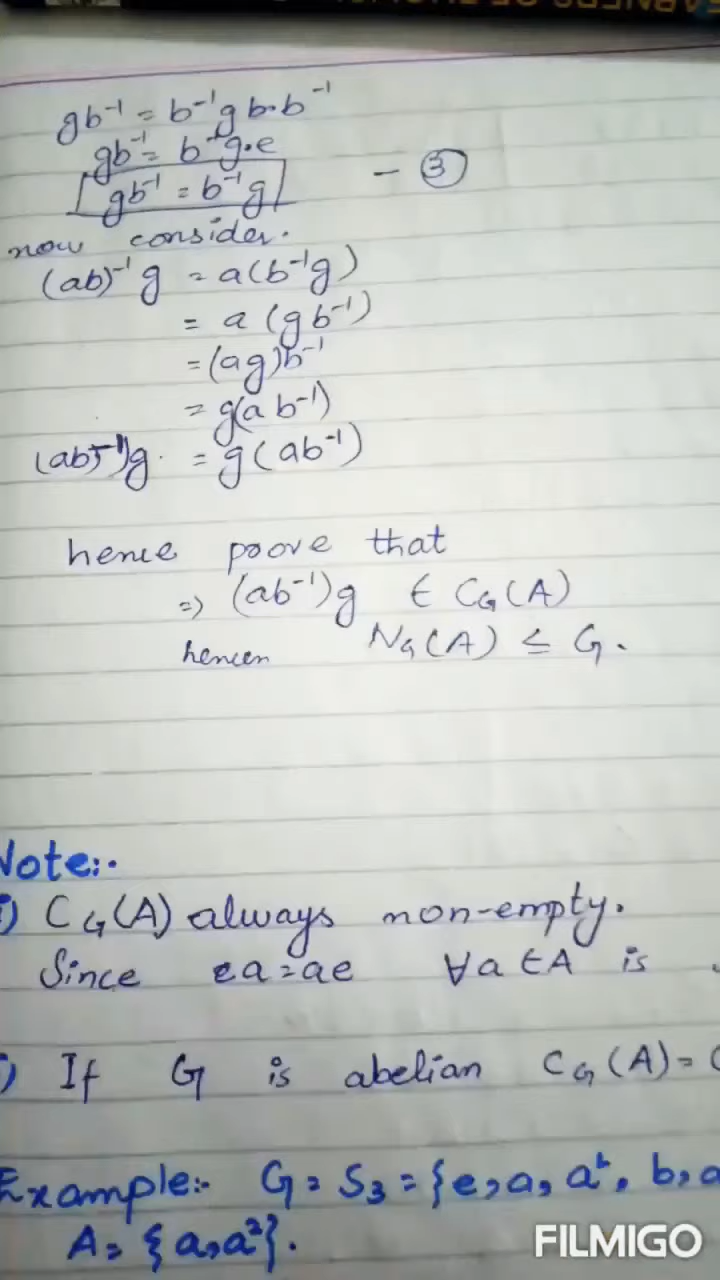 gb⁻¹ = b⁻¹gb·b⁻¹
gb⁻¹ = b⁻¹g·e
gb⁻¹ = b⁻¹g — ③
now consider.
(ab)⁻¹g = a(b⁻¹g)
= a(gb⁻¹)
= (ag)b⁻¹
= g(ab⁻¹)
(ab⁻¹)g. = g(ab⁻¹)
hence prove that
⇒ (ab⁻¹)g ∈ C_G(A)
hencen N_G(A) ≤ G.
Note:.
i) C_G(A) always non-empty.
Since ea=ae ∀a∈A is
i) If G is abelian C_G(A)=
Example:- G = S₃ = {e, a, a², b, a
A = {a, a²}.
FILMIGO